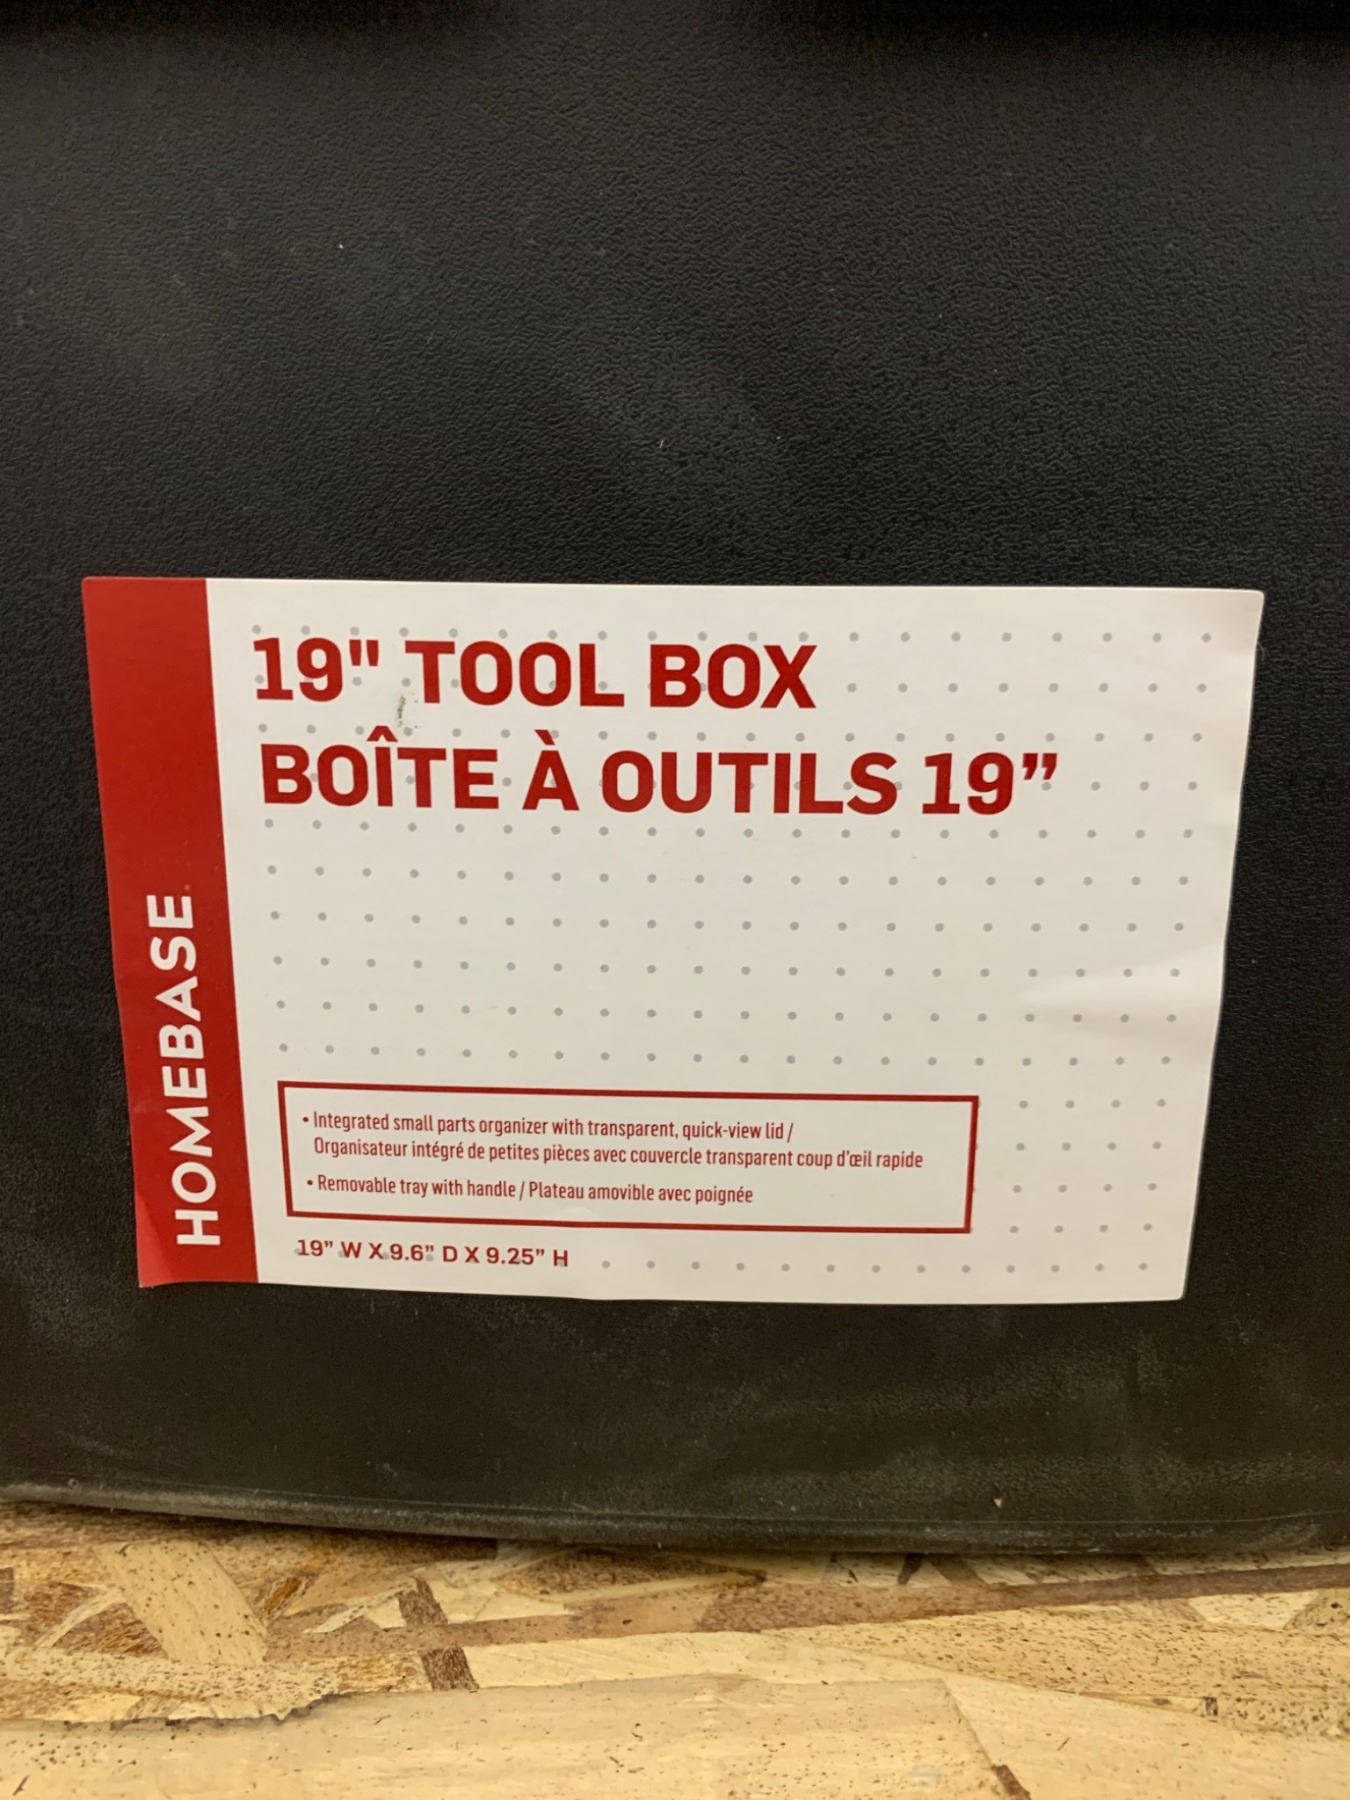 19" TOOL BOX
BOÎTE À OUTILS 19”
HOMEBASE
• Integrated small parts organizer with transparent, quick-view lid /
Organisateur intégré de petites pièces avec couvercle transparent coup d’œil rapide
• Removable tray with handle / Plateau amovible avec poignée
19” W X 9.6” D X 9.25” H